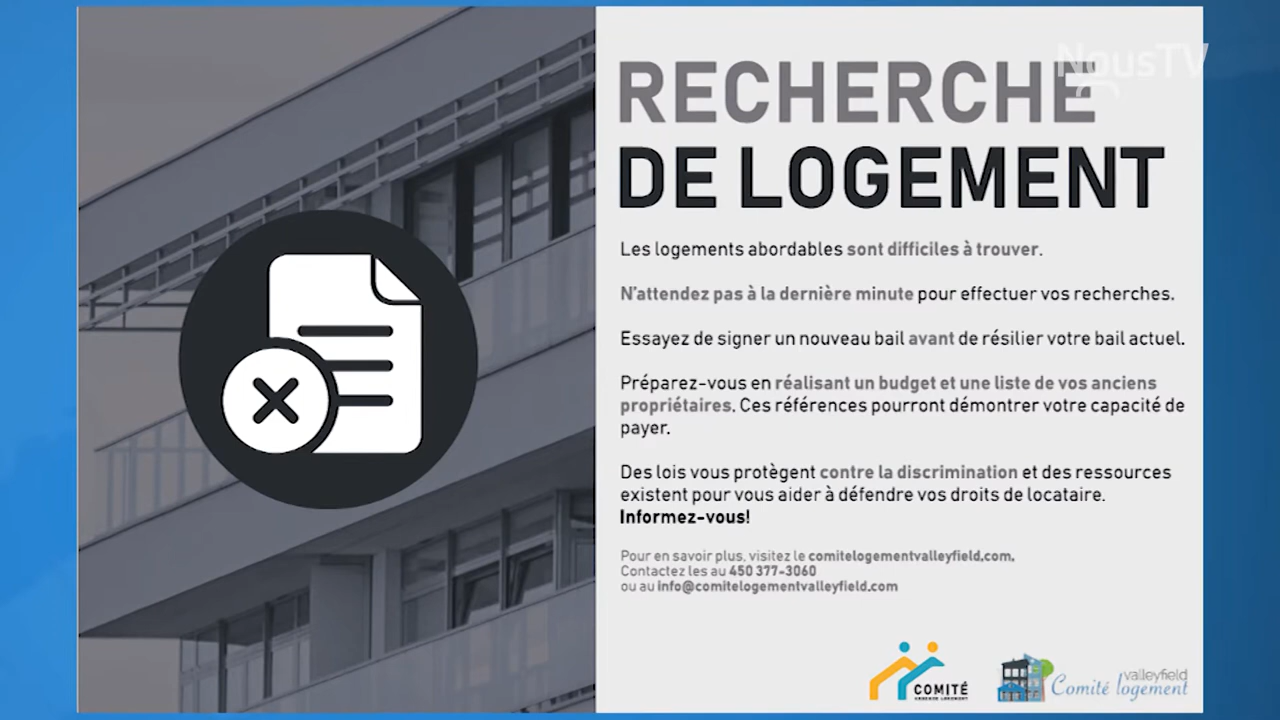 NousTV
RECHERCHE
DE LOGEMENT
Les logements abordables sont difficiles à trouver.
N'attendez pas à la dernière minute pour effectuer vos recherches.
Essayez de signer un nouveau bail avant de résilier votre bail actuel.
Préparez-vous en réalisant un budget et une liste de vos anciens
propriétaires. Ces références pourront démontrer votre capacité de
payer.
Des lois vous protègent contre la discrimination et des ressources
existent pour vous aider à défendre vos droits de locataire.
Informez-vous!
Pour en savoir plus, visitez le comitelogementvalleyfield.com.
Contactez les au 450 377-3060
ou au info@comitelogementvalleyfield.com
COMITÉ
valleyfield
Comité logement